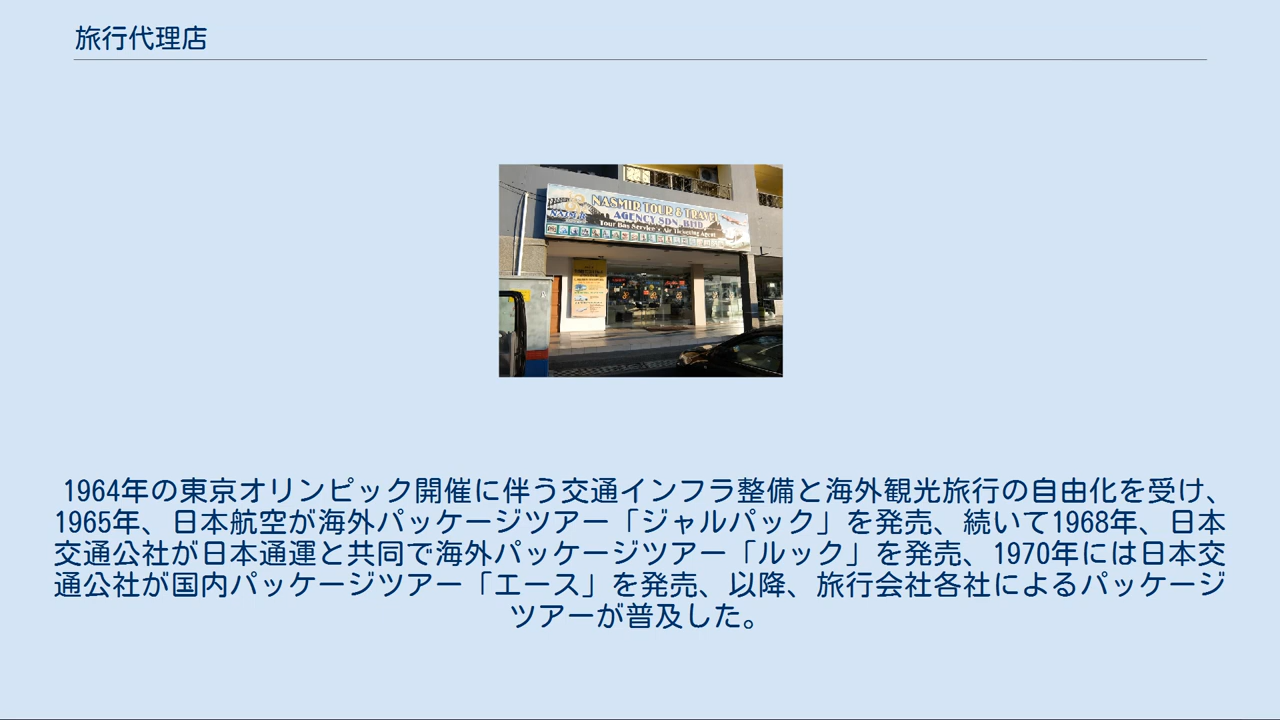 旅行代理店
NASMIR TOUR & TRAVEL
AGENCY SDN. BHD
Tour Bus Service • Air Ticketing Agent
1964年の東京オリンピック開催に伴う交通インフラ整備と海外観光旅行の自由化を受け、
1965年、日本航空が海外パッケージツアー「ジャルパック」を発売、続いて1968年、日本
交通公社が日本通運と共同で海外パッケージツアー「ルック」を発売、1970年には日本交
通公社が国内パッケージツアー「エース」を発売、以降、旅行会社各社によるパッケージ
ツアーが普及した。